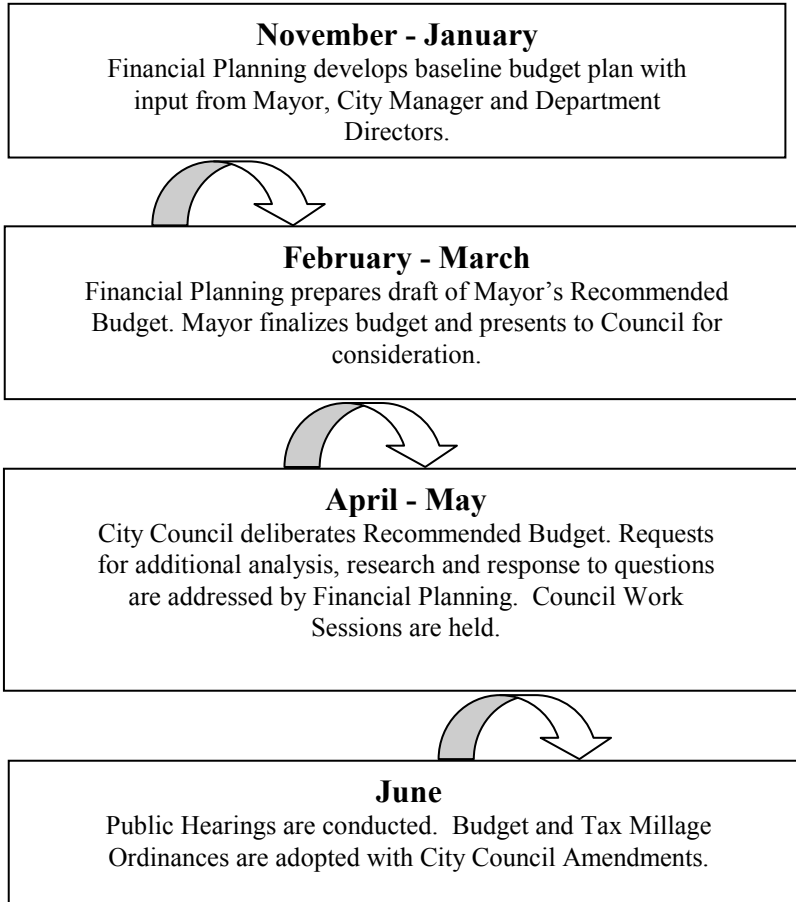 November - January
Financial Planning develops baseline budget plan with
input from Mayor, City Manager and Department
Directors.
February - March
Financial Planning prepares draft of Mayor’s Recommended
Budget. Mayor finalizes budget and presents to Council for
consideration.
April - May
City Council deliberates Recommended Budget. Requests
for additional analysis, research and response to questions
are addressed by Financial Planning.  Council Work
Sessions are held.
June
Public Hearings are conducted.  Budget and Tax Millage
Ordinances are adopted with City Council Amendments.